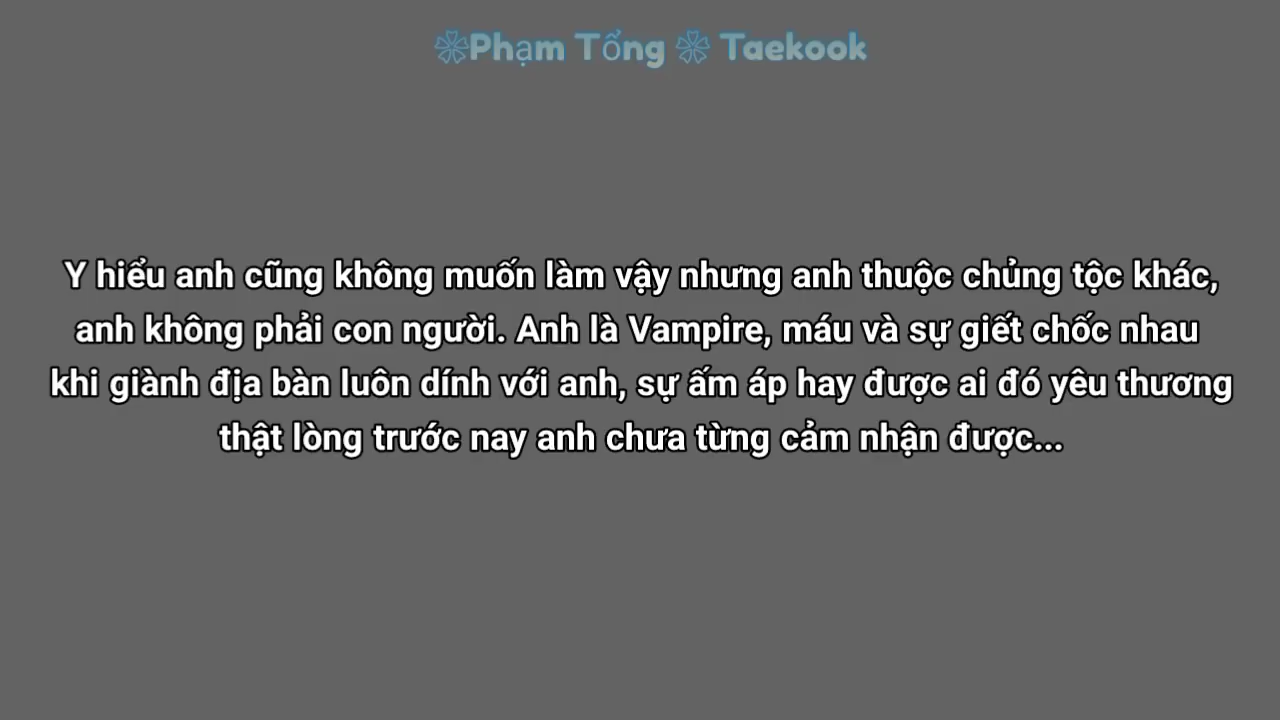 ❀Phạm Tổng ❀ Taekook
Y hiểu anh cũng không muốn làm vậy nhưng anh thuộc chủng tộc khác,
anh không phải con người. Anh là Vampire, máu và sự giết chốc nhau
khi giành địa bàn luôn dính với anh, sự ấm áp hay được ai đó yêu thương
thật lòng trước nay anh chưa từng cảm nhận được...